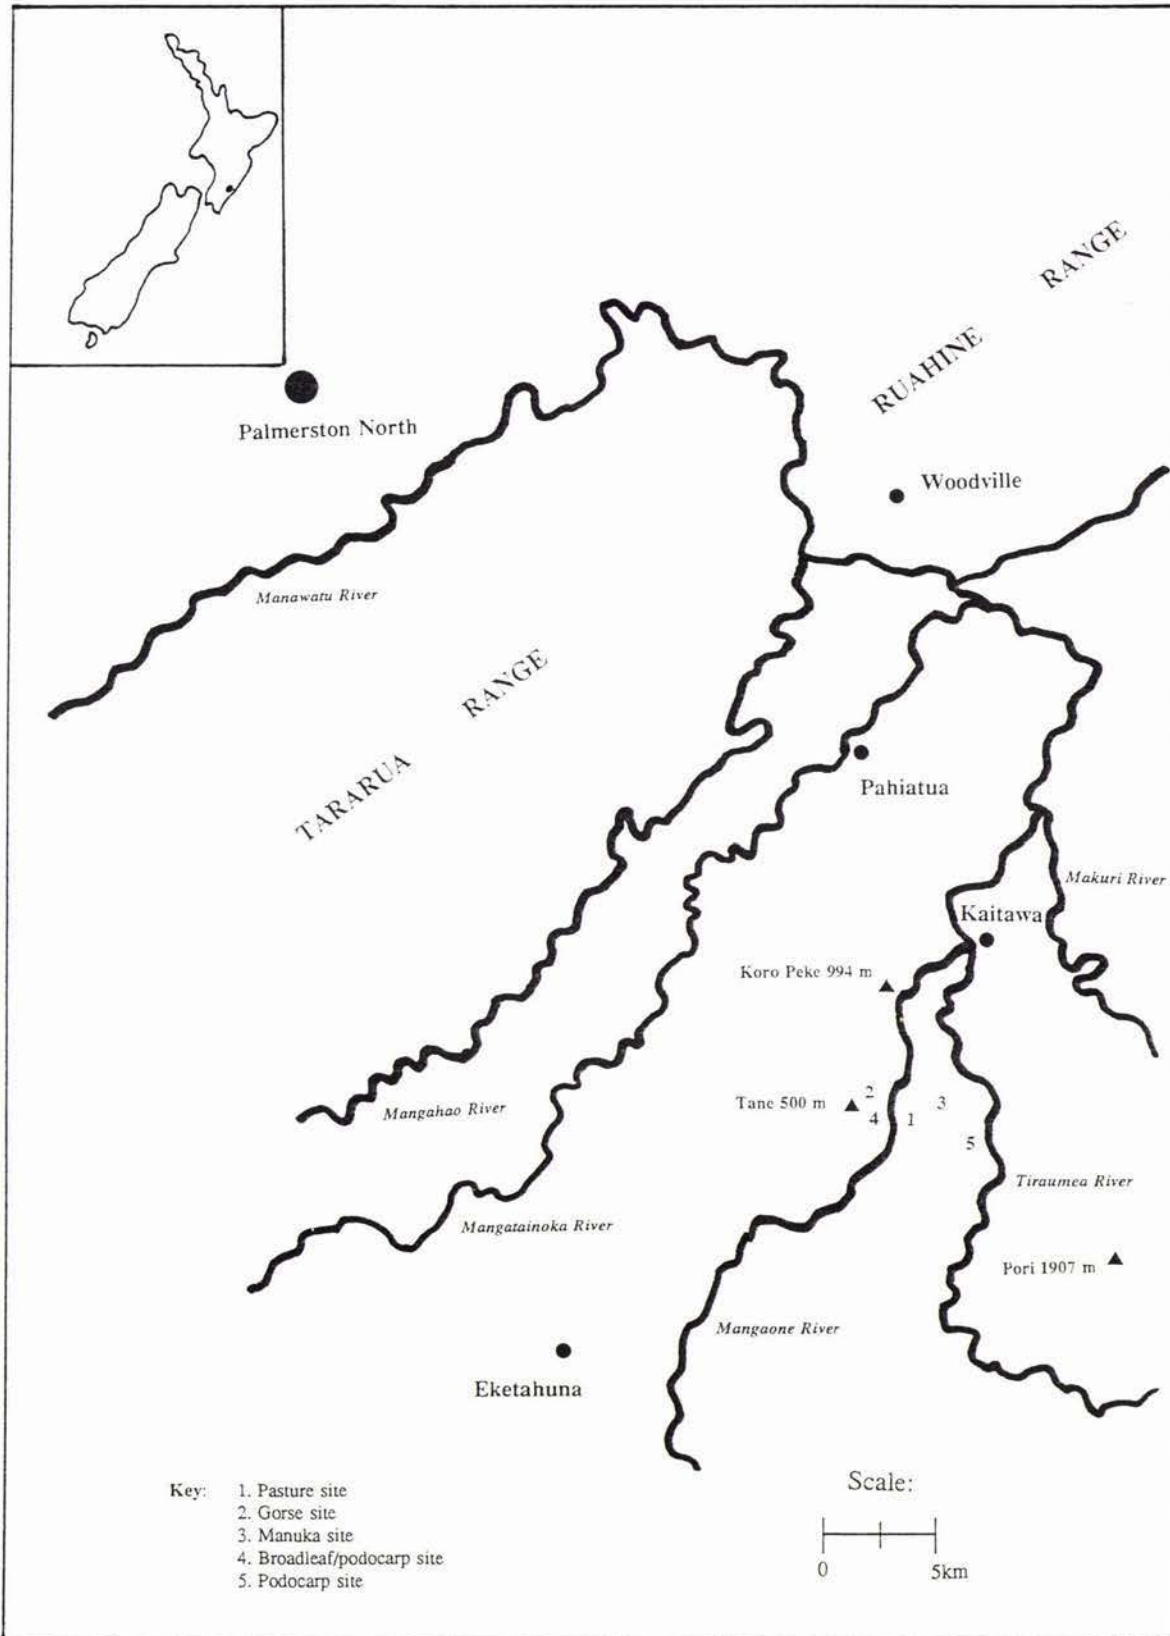 RUAHINE RANGE
Palmerston North
Woodville
Manawatu River
TARARUA RANGE
Pahiatua
Makuri River
Kaitawa
Koro Peke 994 m
Tane 500 m
2
4
1
3
5
Mangahao River
Tiraumea River
Mangatainoka River
Pori 1907 m
Mangaone River
Eketahuna
Key: 1. Pasture site
2. Gorse site
3. Manuka site
4. Broadleaf/podocarp site
5. Podocarp site
Scale:
0 5km